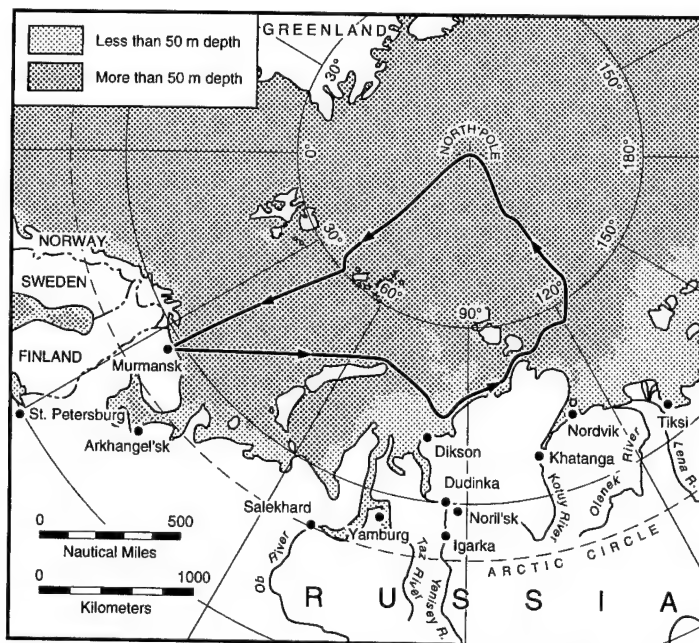 Less than 50 m depth
More than 50 m depth
GREENLAND
30°
150°
0°
NORTH POLE
180°
30°
150°
60°
90°
120°
NORWAY
SWEDEN
FINLAND
Murmansk
St. Petersburg
Arkhangel'sk
Dikson
Nordvik
Tiksi
Khatanga
Dudinka
Noril'sk
Igarka
Salekhard
Yamburg
Kotuy River
Olenek River
Lena R.
0 500
Nautical Miles
0 1000
Kilometers
Ob River
Taz River
Yenisey R.
ARCTIC CIRCLE
RUSSIA